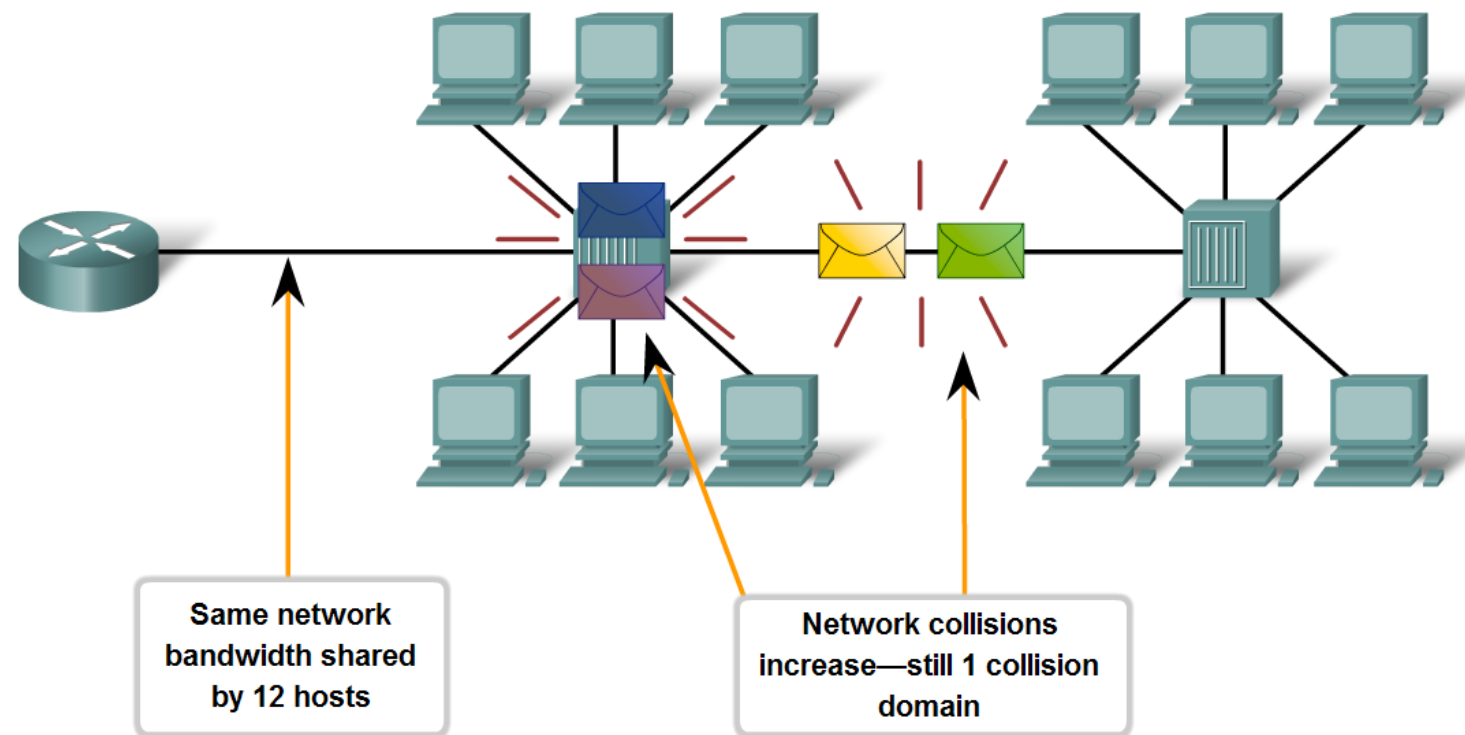 Same network
bandwidth shared
by 12 hosts
Network collisions
increase—still 1 collision
domain